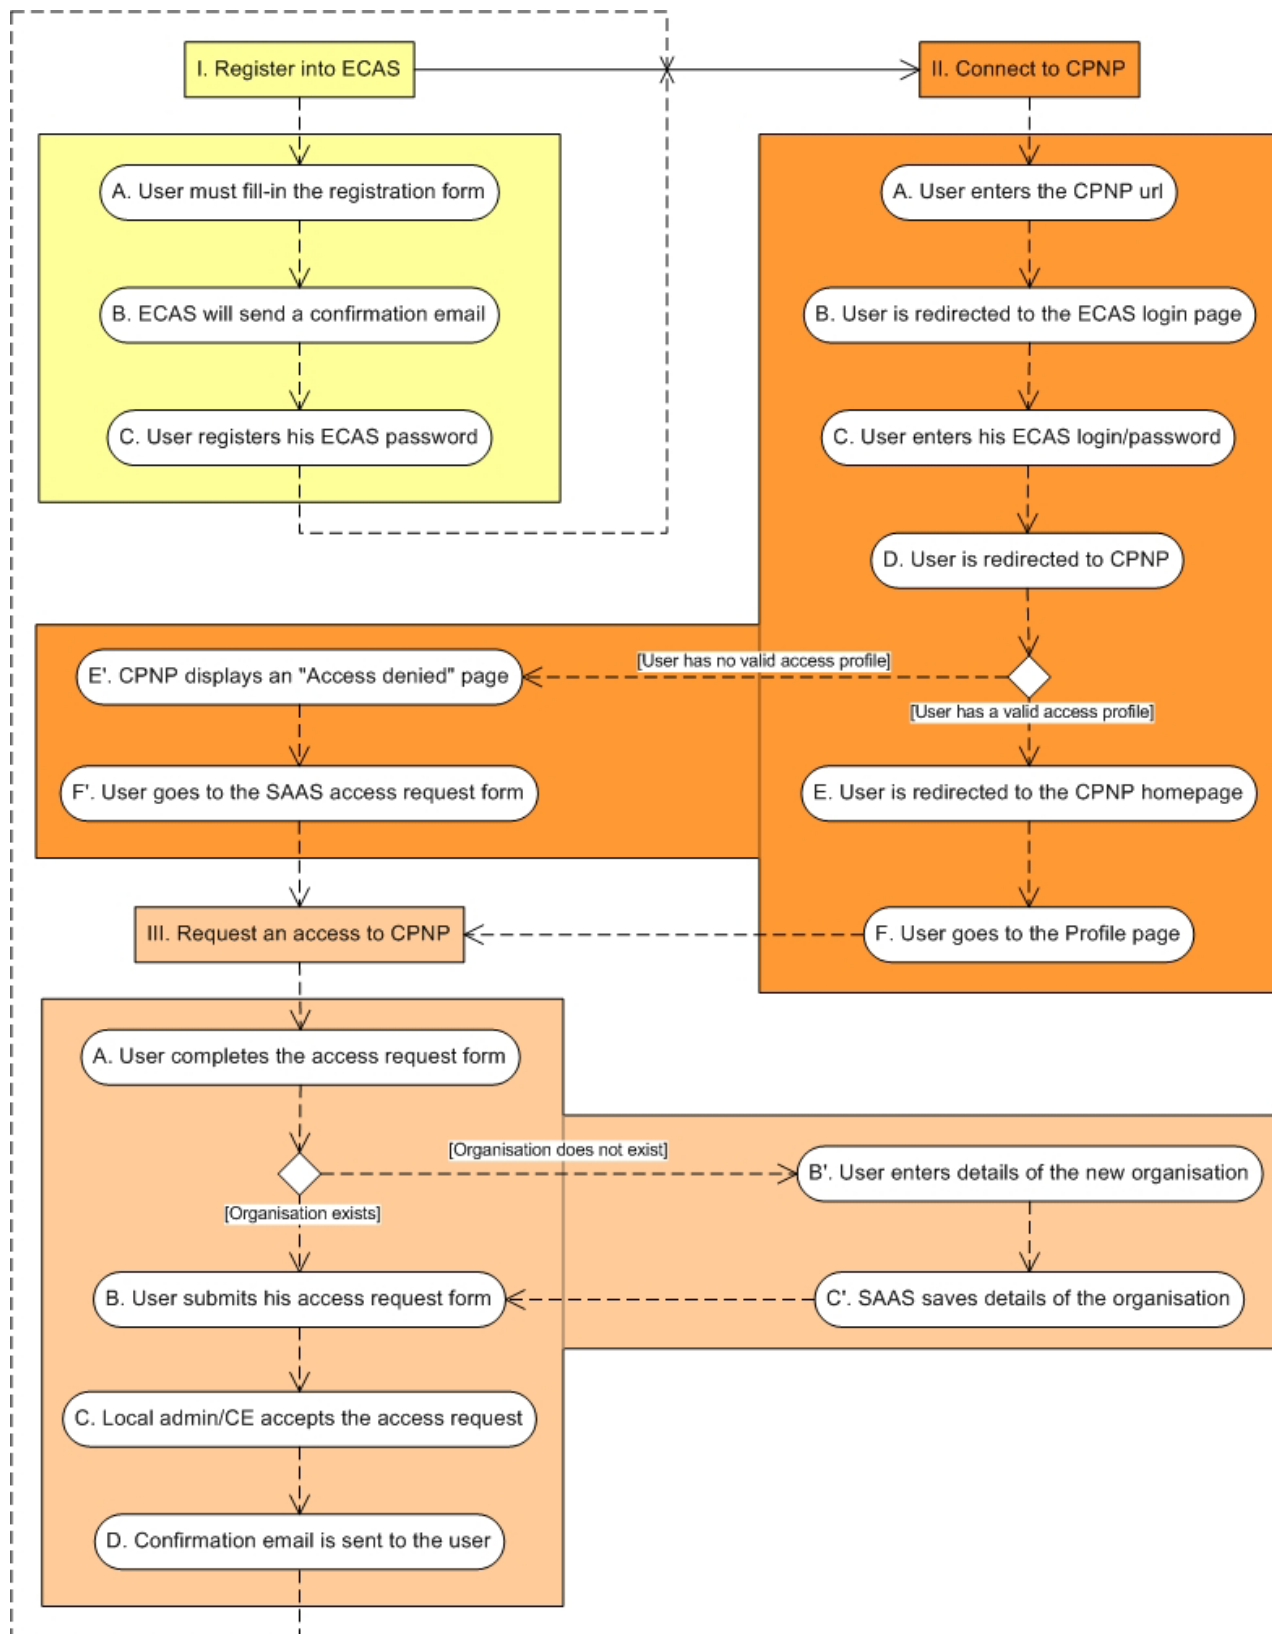 I. Register into ECAS
II. Connect to CPNP
A. User must fill-in the registration form
A. User enters the CPNP url
B. ECAS will send a confirmation email
B. User is redirected to the ECAS login page
C. User registers his ECAS password
C. User enters his ECAS login/password
D. User is redirected to CPNP
[User has no valid access profile]
E'. CPNP displays an "Access denied" page
[User has a valid access profile]
F'. User goes to the SAAS access request form
E. User is redirected to the CPNP homepage
III. Request an access to CPNP
F. User goes to the Profile page
A. User completes the access request form
[Organisation does not exist]
B'. User enters details of the new organisation
[Organisation exists]
B. User submits his access request form
C'. SAAS saves details of the organisation
C. Local admin/CE accepts the access request
D. Confirmation email is sent to the user